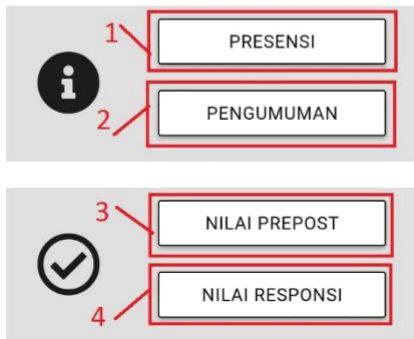 1
PRESENSI
2
PENGUMUMAN
3
NILAI PREPOST
4
NILAI RESPONSI